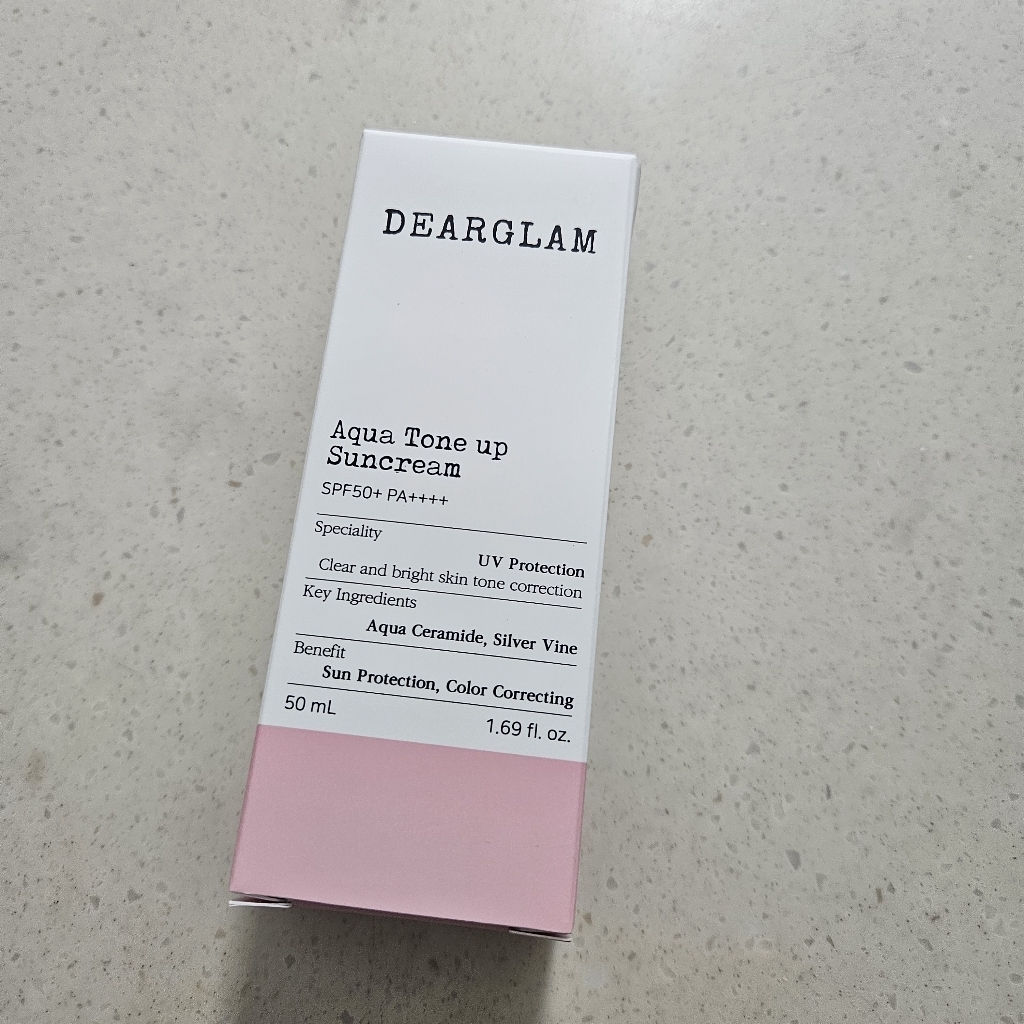 DEARGLAM
Aqua Tone up
Suncream
SPF50+ PA++++
Speciality
UV Protection
Clear and bright skin tone correction
Key Ingredients
Aqua Ceramide, Silver Vine
Benefit
Sun Protection, Color Correcting
50 mL
1.69 fl. oz.